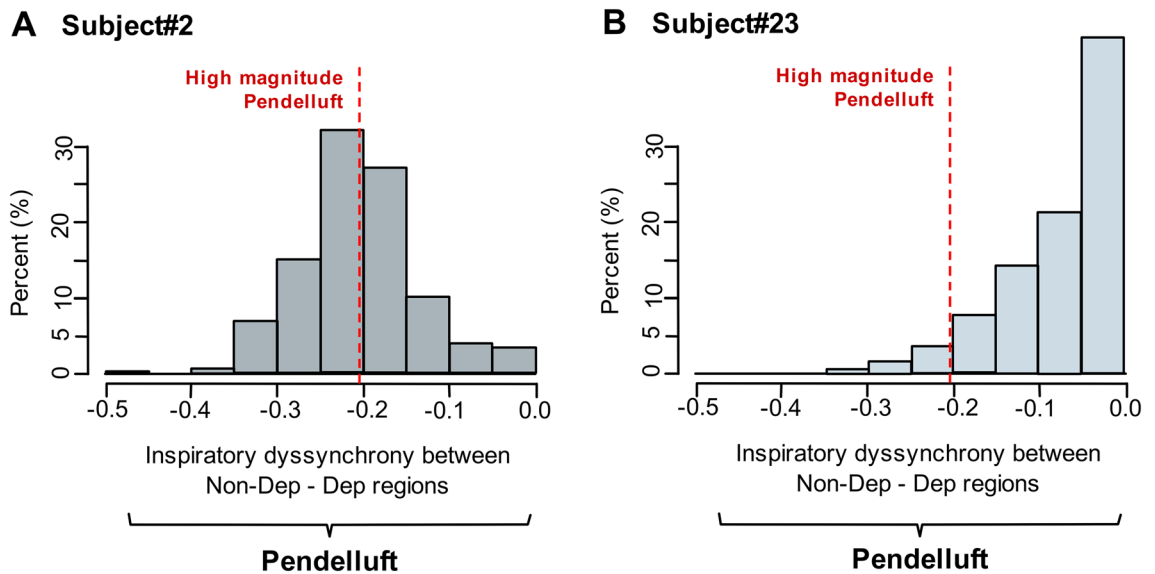 A Subject#2
High magnitude
Pendelluft
Percent (%)
30
20
10
5
0
-0.5 -0.4 -0.3 -0.2 -0.1 0.0
Inspiratory dyssynchrony between
Non-Dep - Dep regions
Pendelluft
B Subject#23
High magnitude
Pendelluft
Percent (%)
30
20
10
5
0
-0.5 -0.4 -0.3 -0.2 -0.1 0.0
Inspiratory dyssynchrony between
Non-Dep - Dep regions
Pendelluft